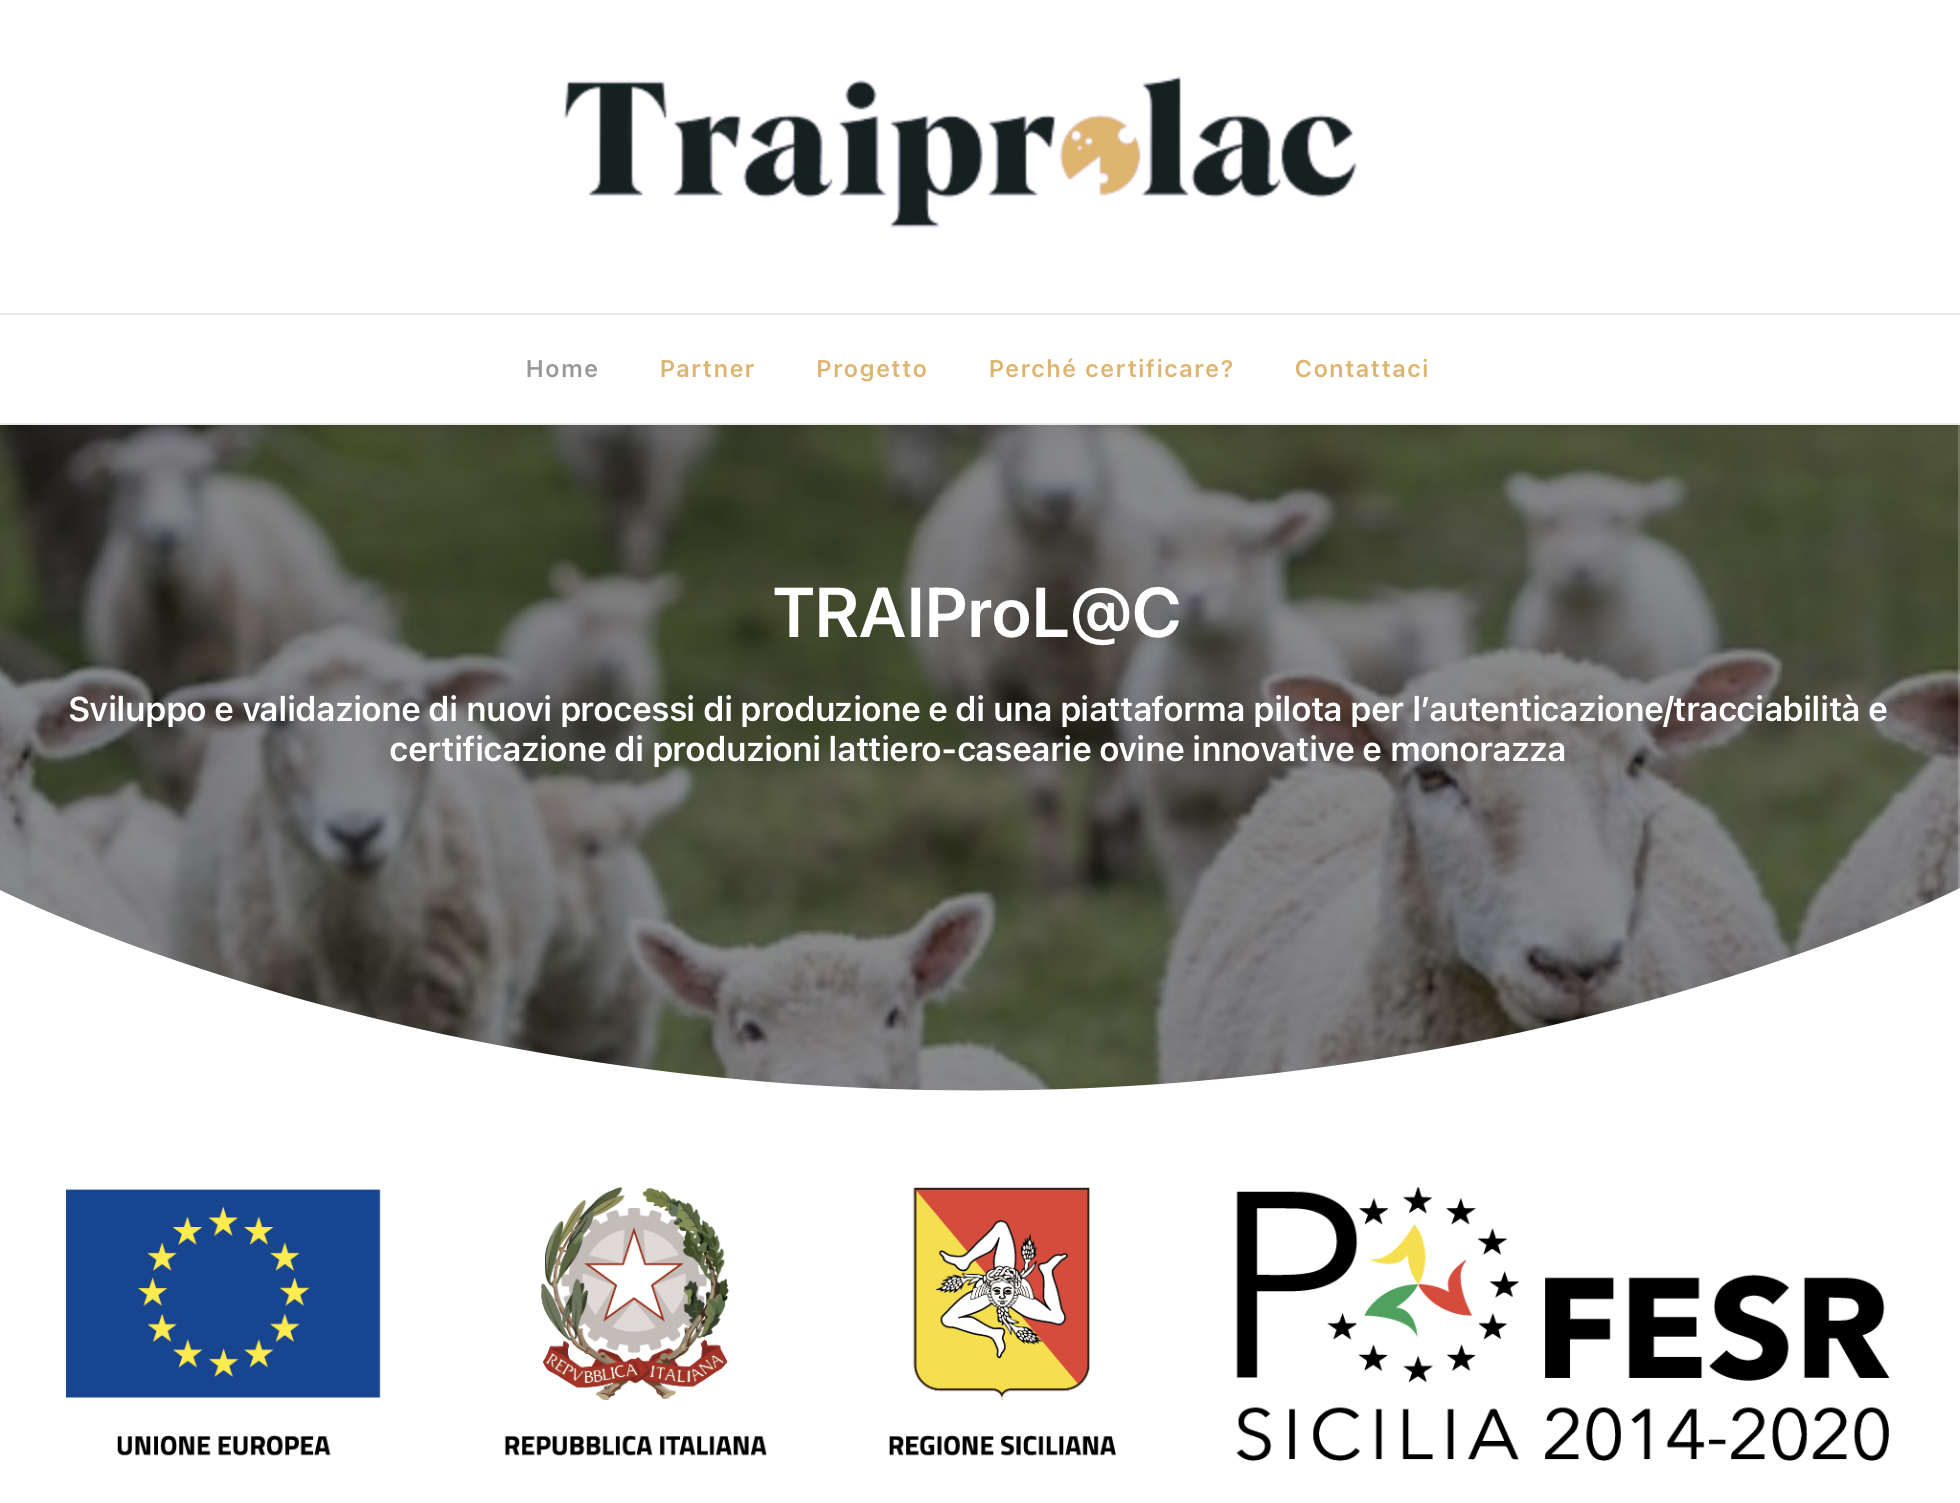 Traiprolac
Home Partner Progetto Perché certificare? Contattaci
TRAIProL@C
Sviluppo e validazione di nuovi processi di produzione e di una piattaforma pilota per l’autenticazione/tracciabilità e
certificazione di produzioni lattiero-casearie ovine innovative e monorazza
REPVBBLICA ITALIANA
UNIONE EUROPEA
REPUBBLICA ITALIANA
REGIONE SICILIANA
PO FESR
SICILIA 2014-2020